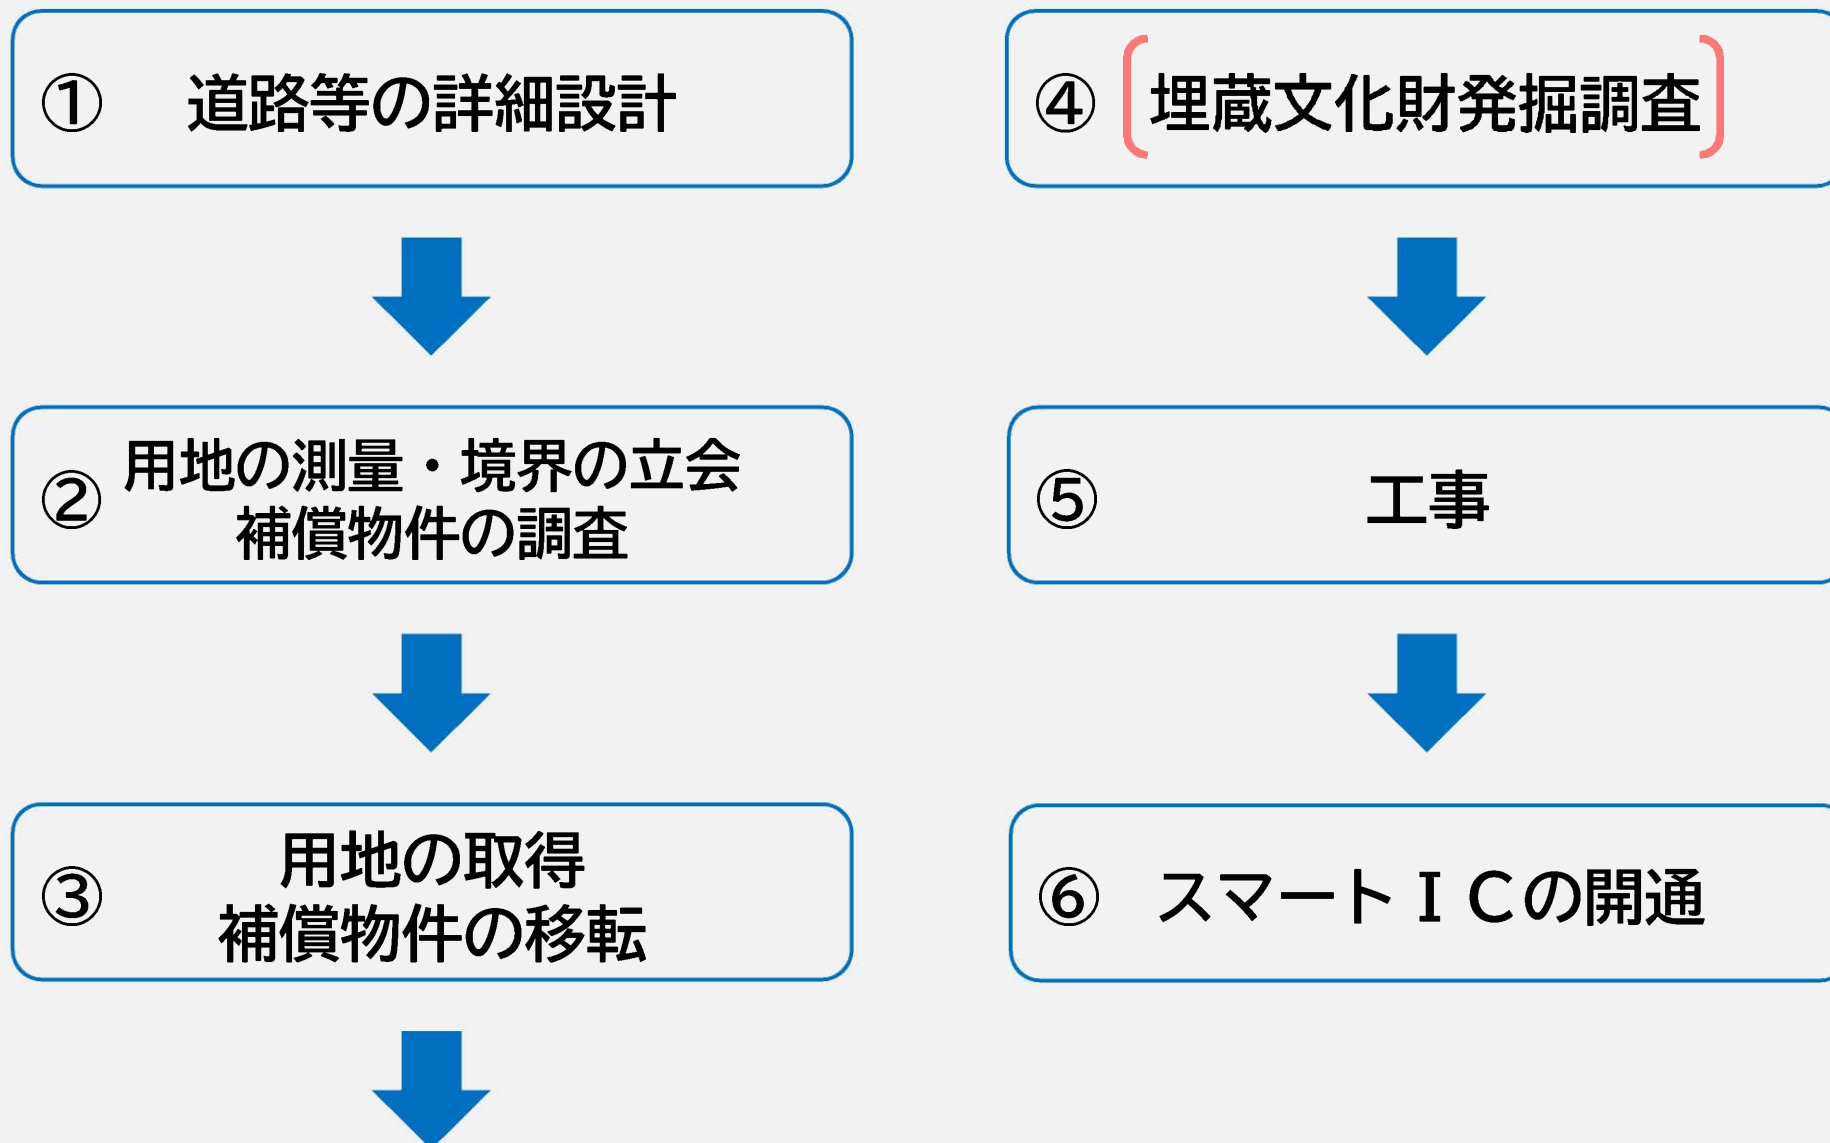 ① 道路等の詳細設計
② 用地の測量・境界の立会
補償物件の調査
③ 用地の取得
補償物件の移転
④ 埋蔵文化財発掘調査
⑤ 工事
⑥ スマートＩＣの開通